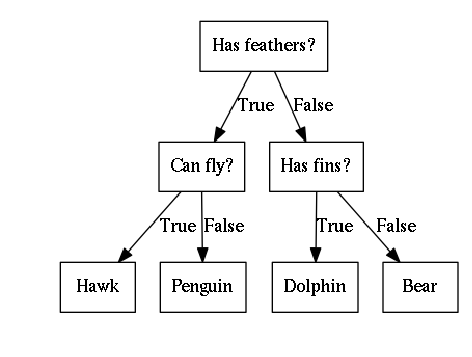 Has feathers?
True
False
Can fly?
Has fins?
True
False
True
False
Hawk
Penguin
Dolphin
Bear